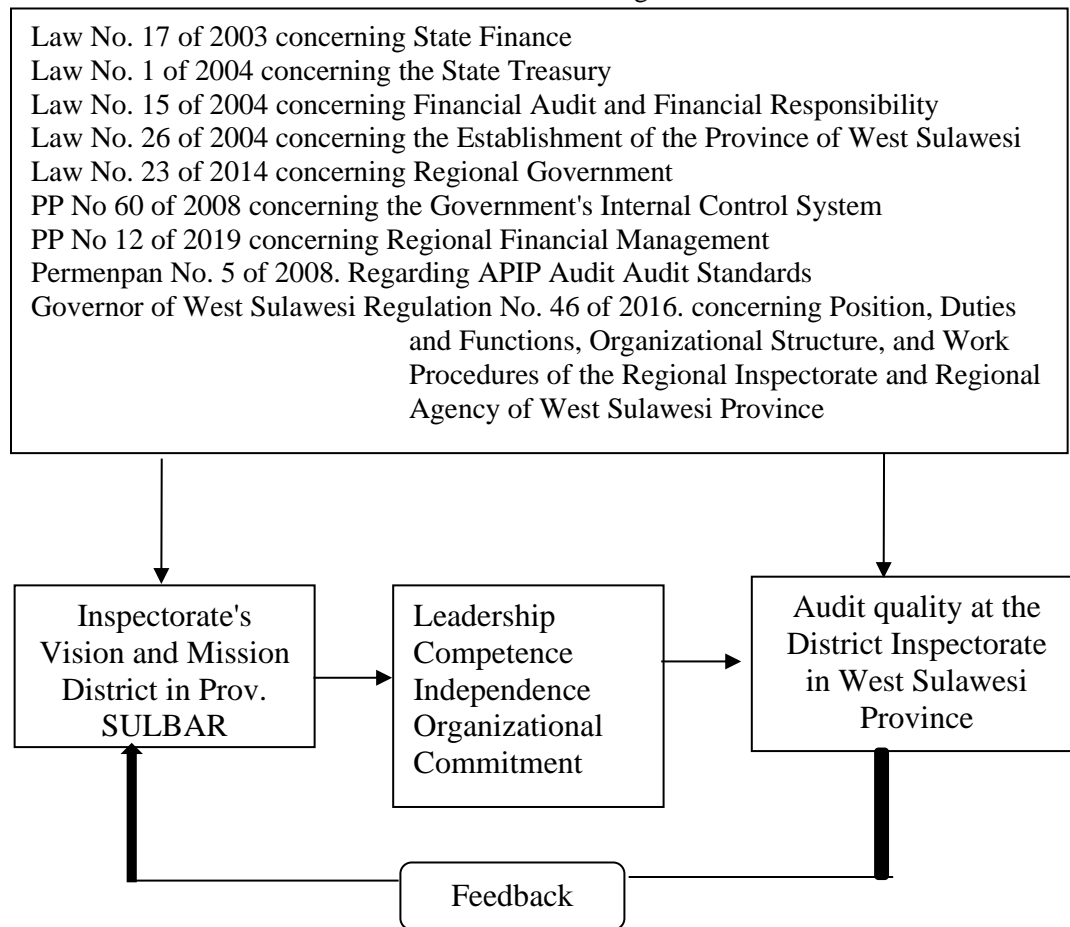 Law No. 17 of 2003 concerning State Finance
Law No. 1 of 2004 concerning the State Treasury
Law No. 15 of 2004 concerning Financial Audit and Financial Responsibility
Law No. 26 of 2004 concerning the Establishment of the Province of West Sulawesi
Law No. 23 of 2014 concerning Regional Government
PP No 60 of 2008 concerning the Government's Internal Control System
PP No 12 of 2019 concerning Regional Financial Management
Permenpan No. 5 of 2008. Regarding APIP Audit Audit Standards
Governor of West Sulawesi Regulation No. 46 of 2016. concerning Position, Duties
and Functions, Organizational Structure, and Work
Procedures of the Regional Inspectorate and Regional
Agency of West Sulawesi Province
Inspectorate's
Vision and Mission
District in Prov.
SULBAR
Leadership
Competence
Independence
Organizational
Commitment
Audit quality at the
District Inspectorate
in West Sulawesi
Province
Feedback